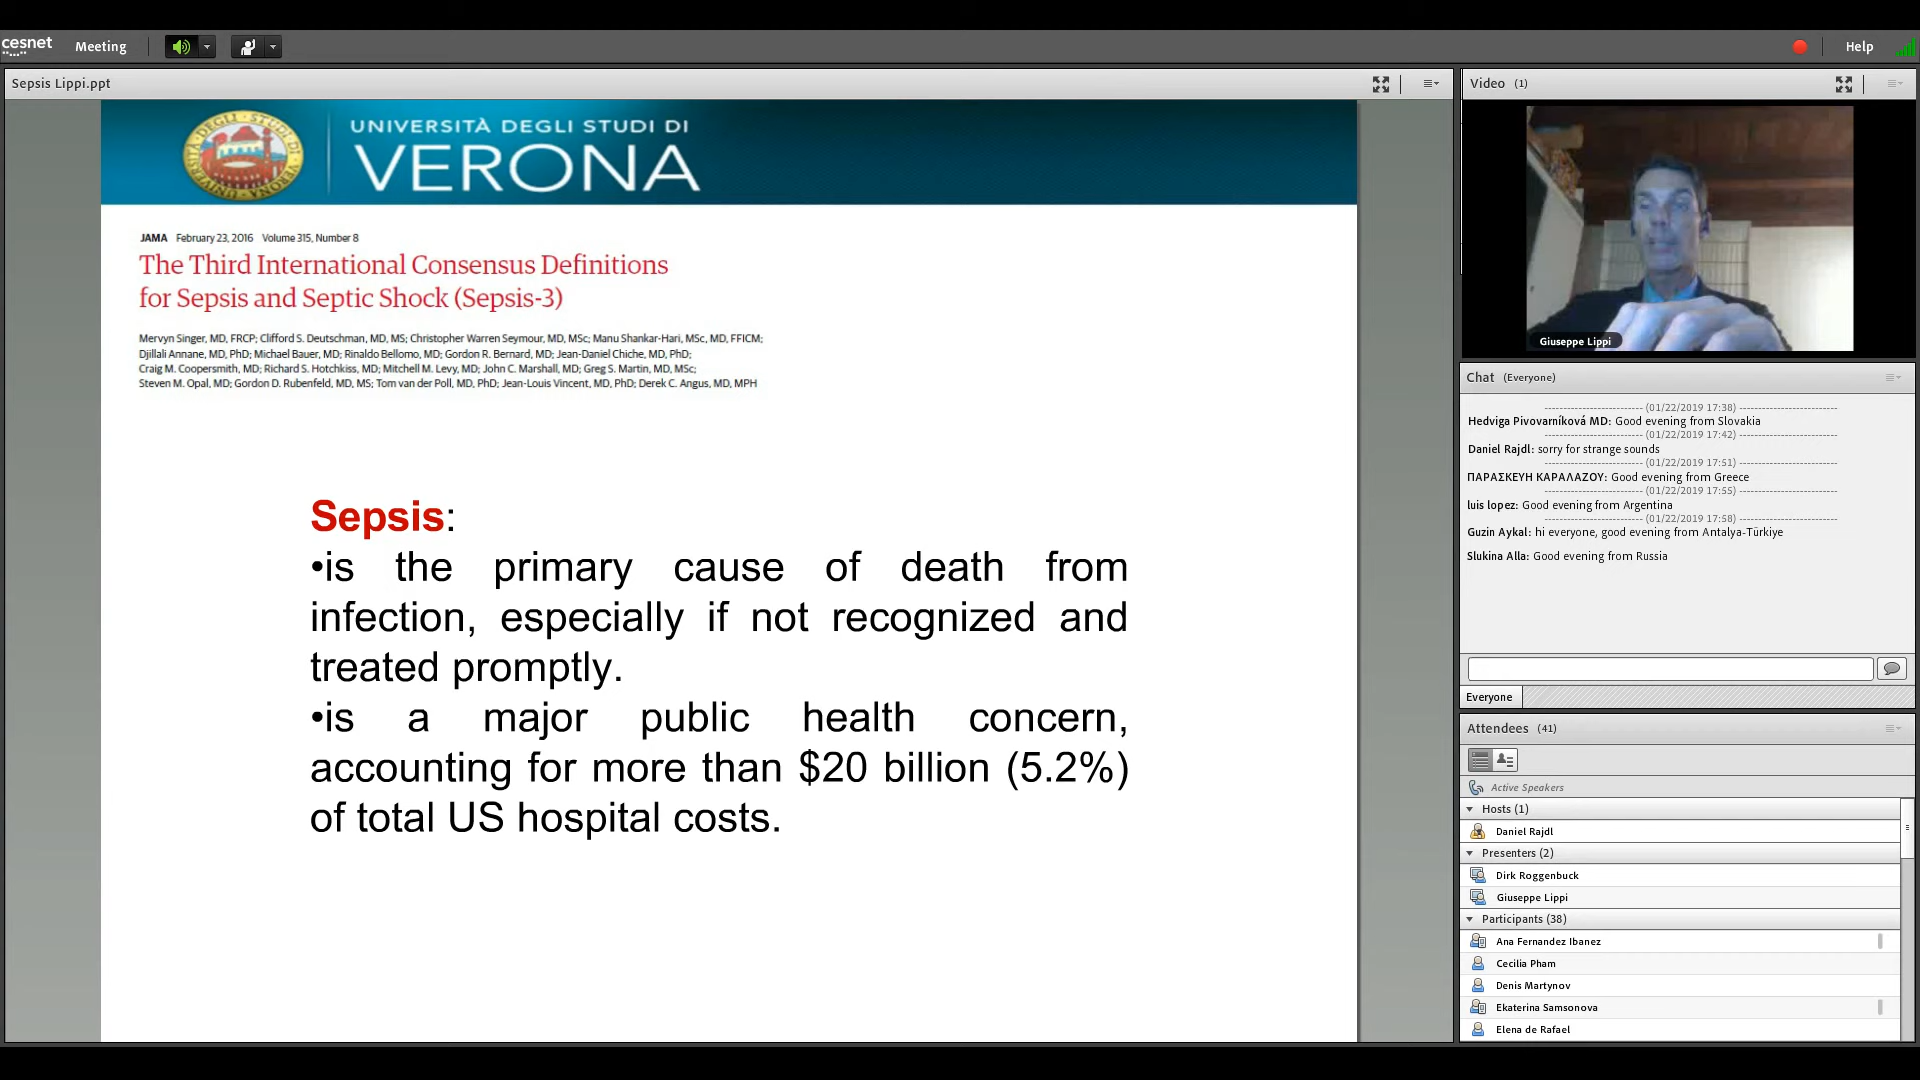 cesnet
Meeting
Help
Sepsis Lippi.ppt
UNIVERSITÀ DEGLI STUDI DI
VERONA
JAMA February 23, 2016 Volume 315, Number 8
The Third International Consensus Definitions
for Sepsis and Septic Shock (Sepsis-3)
Mervyn Singer, MD, FRCP; Clifford S. Deutschman, MD, MS; Christopher Warren Seymour, MD, MSc; Manu Shankar-Hari, MSc, MD, FFICM;
Djillali Annane, MD, PhD; Michael Bauer, MD; Rinaldo Bellomo, MD; Gordon R. Bernard, MD; Jean-Daniel Chiche, MD, PhD;
Craig M. Coopersmith, MD; Richard S. Hotchkiss, MD; Mitchell M. Levy, MD; John C. Marshall, MD; Greg S. Martin, MD, MSc;
Steven M. Opal, MD; Gordon D. Rubenfeld, MD, MS; Tom van der Poll, MD, PhD; Jean-Louis Vincent, MD, PhD; Derek C. Angus, MD, MPH
Sepsis:
•is the primary cause of death from
infection, especially if not recognized and
treated promptly.
•is a major public health concern,
accounting for more than $20 billion (5.2%)
of total US hospital costs.
Video (1)
Giuseppe Lippi
Chat (Everyone)
------------------------- (01/22/2019 17:38) -------------------------
Hedviga Pivovarníková MD: Good evening from Slovakia
------------------------- (01/22/2019 17:42) -------------------------
Daniel Rajdl: sorry for strange sounds
------------------------- (01/22/2019 17:51) -------------------------
ΠΑΡΑΣΚΕΥΗ ΚΑΡΑΛΑΖΟΥ: Good evening from Greece
------------------------- (01/22/2019 17:55) -------------------------
luis lopez: Good evening from Argentina
------------------------- (01/22/2019 17:58) -------------------------
Guzin Aykal: hi everyone, good evening from Antalya-Türkiye
Slukina Alla: Good evening from Russia
Everyone
Attendees (41)
Active Speakers
Hosts (1)
Daniel Rajdl
Presenters (2)
Dirk Roggenbuck
Giuseppe Lippi
Participants (38)
Ana Fernandez Ibanez
Cecilia Pham
Denis Martynov
Ekaterina Samsonova
Elena de Rafael